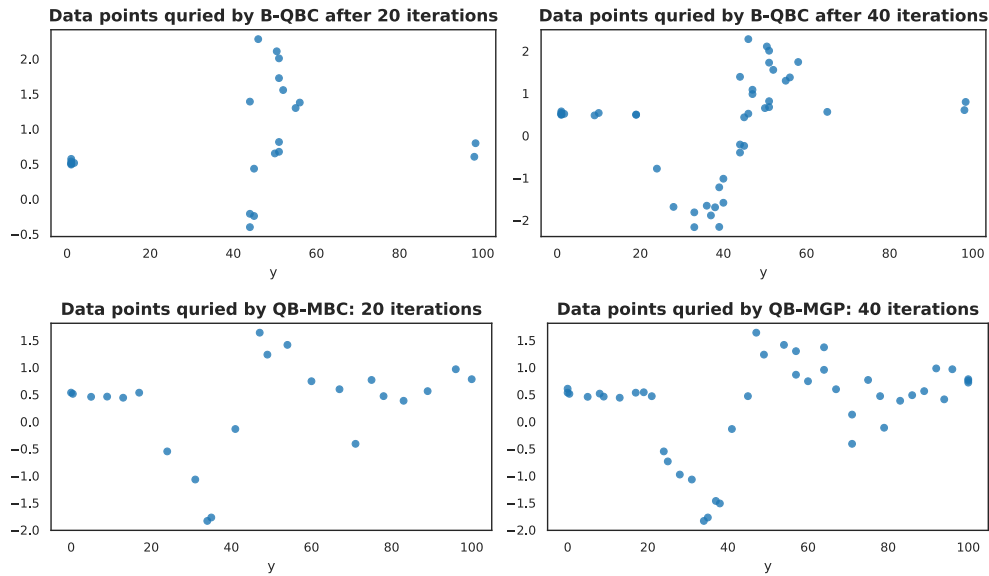 Data points quried by B-QBC after 20 iterations
2.0
1.5
1.0
0.5
0.0
−0.5
0 20 40 60 80 100
y
Data points quried by B-QBC after 40 iterations
2
1
0
−1
−2
0 20 40 60 80 100
y
Data points quried by QB-MBC: 20 iterations
1.5
1.0
0.5
0.0
−0.5
−1.0
−1.5
−2.0
0 20 40 60 80 100
y
Data points quried by QB-MGP: 40 iterations
1.5
1.0
0.5
0.0
−0.5
−1.0
−1.5
−2.0
0 20 40 60 80 100
y